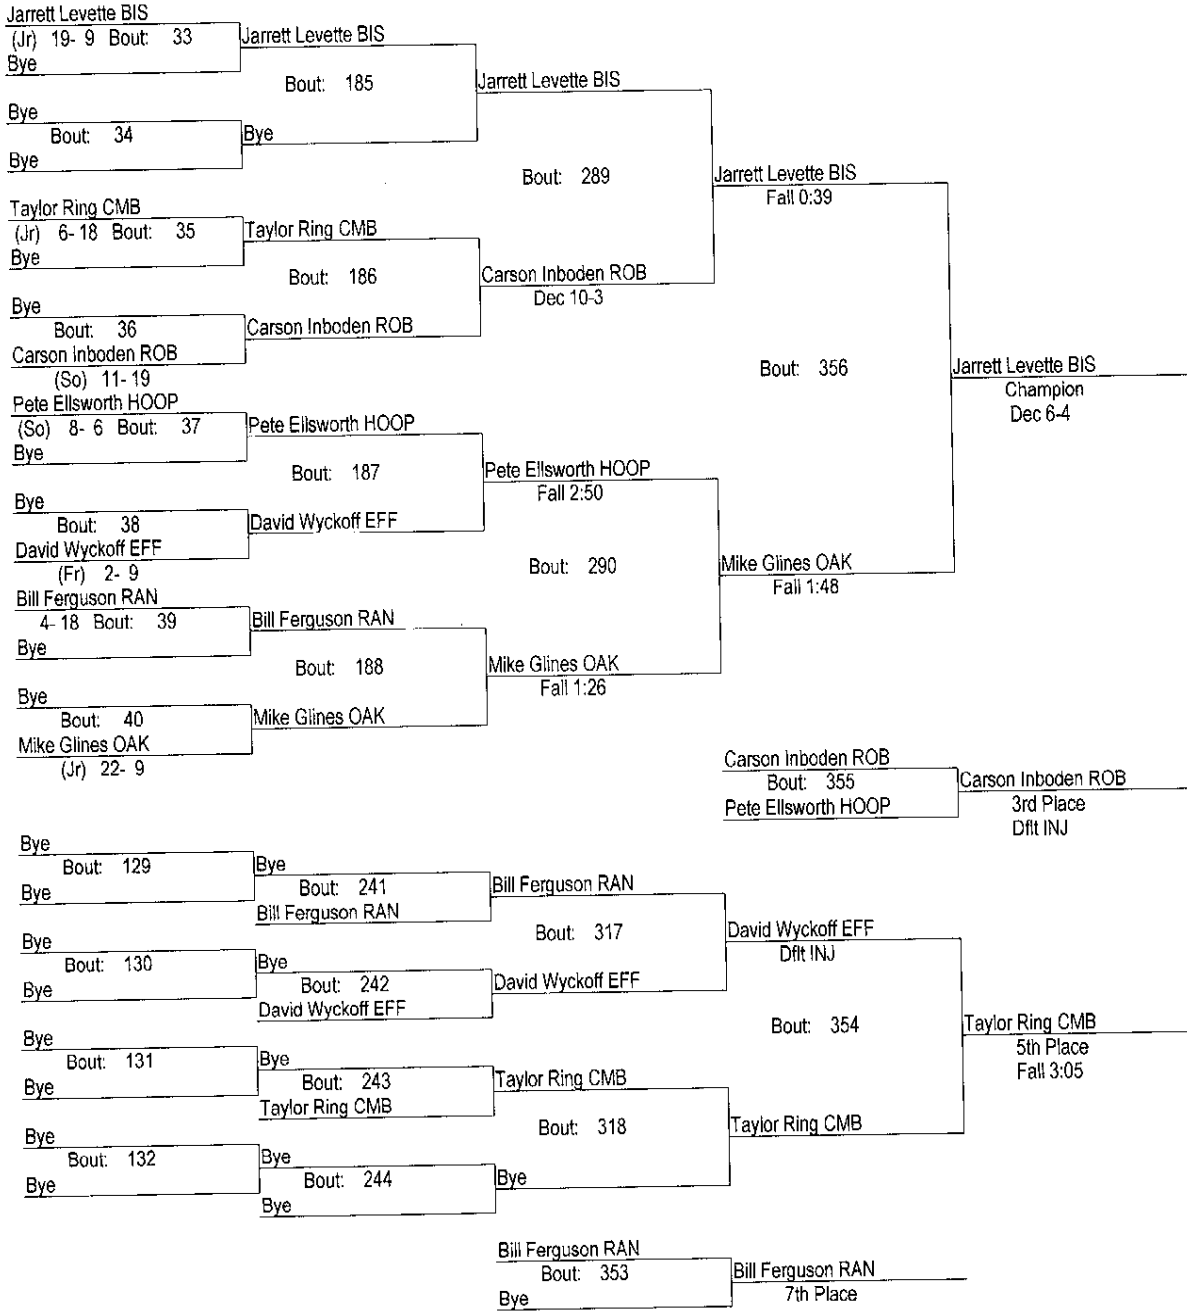 Jarrett Levette BIS
(Jr) 19- 9 Bout: 33
Bye
Jarrett Levette BIS
Bout: 185
Bye
Bout: 34
Bye
Bye
Jarrett Levette BIS
Bout: 289
Taylor Ring CMB
(Jr) 6- 18 Bout: 35
Bye
Taylor Ring CMB
Bout: 186
Bye
Bout: 36
Carson Inboden ROB
(So) 11- 19
Carson Inboden ROB
Carson Inboden ROB
Dec 10-3
Jarrett Levette BIS
Fall 0:39
Bout: 356
Jarrett Levette BIS
Champion
Dec 6-4
Pete Ellsworth HOOP
(So) 8- 6 Bout: 37
Bye
Pete Ellsworth HOOP
Bout: 187
Bye
Bout: 38
David Wyckoff EFF
(Fr) 2- 9
David Wyckoff EFF
Pete Ellsworth HOOP
Fall 2:50
Bout: 290
Bill Ferguson RAN
4- 18 Bout: 39
Bye
Bill Ferguson RAN
Bout: 188
Bye
Bout: 40
Mike Glines OAK
(Jr) 22- 9
Mike Glines OAK
Mike Glines OAK
Fall 1:26
Mike Glines OAK
Fall 1:48
Carson Inboden ROB
Bout: 355
Pete Ellsworth HOOP
Carson Inboden ROB
3rd Place
Dflt INJ
Bye
Bout: 129
Bye
Bye
Bout: 241
Bill Ferguson RAN
Bill Ferguson RAN
Bout: 317
Bye
Bout: 130
Bye
Bye
Bout: 242
David Wyckoff EFF
David Wyckoff EFF
David Wyckoff EFF
Dflt INJ
Bout: 354
Taylor Ring CMB
5th Place
Fall 3:05
Bye
Bout: 131
Bye
Bye
Bout: 243
Taylor Ring CMB
Taylor Ring CMB
Bout: 318
Taylor Ring CMB
Bye
Bout: 132
Bye
Bye
Bout: 244
Bye
Bye
Bill Ferguson RAN
Bout: 353
Bye
Bill Ferguson RAN
7th Place